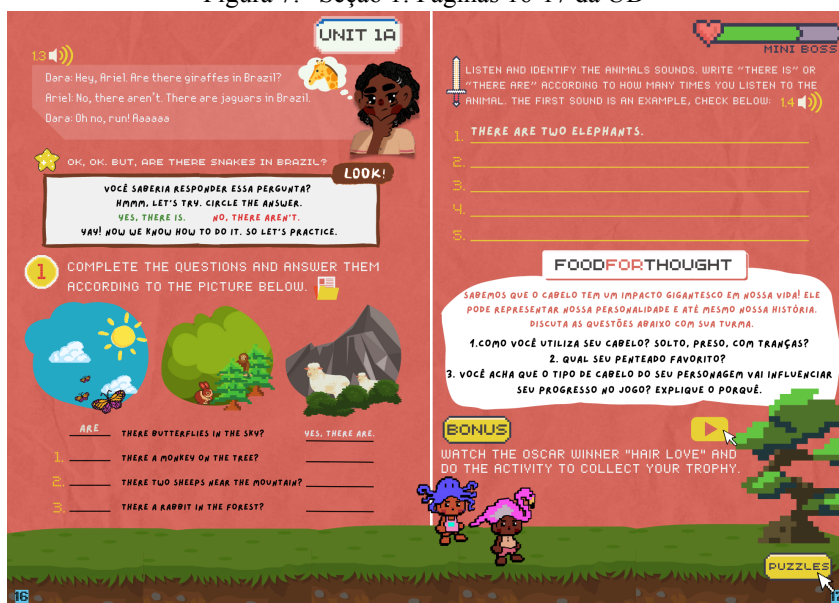 Figura 7: Seção 1: Páginas 16-17 da UD
UNIT 1A
1.3
Dara: Hey, Ariel. Are there giraffes in Brazil?
Ariel: No, there aren't. There are jaguars in Brazil.
Dara: Oh no, run! Aaaaaa
OK, OK. BUT, ARE THERE SNAKES IN BRAZIL?
LOOK!
VOCÊ SABERIA RESPONDER ESSA PERGUNTA?
HMMM, LET'S TRY. CIRCLE THE ANSWER.
YES, THERE IS. NO, THERE AREN'T.
YAY! NOW WE KNOW HOW TO DO IT. SO LET'S PRACTICE.
1
COMPLETE THE QUESTIONS AND ANSWER THEM
ACCORDING TO THE PICTURE BELOW.
ARE THERE BUTTERFLIES IN THE SKY? YES, THERE ARE.
1. THERE A MONKEY ON THE TREE?
2. THERE TWO SHEEPS NEAR THE MOUNTAIN?
3. THERE A RABBIT IN THE FOREST?
16
MINI BOSS
LISTEN AND IDENTIFY THE ANIMALS SOUNDS. WRITE "THERE IS" OR
"THERE ARE" ACCORDING TO HOW MANY TIMES YOU LISTEN TO THE
ANIMAL. THE FIRST SOUND IS AN EXAMPLE, CHECK BELOW: 1.4
1. THERE ARE TWO ELEPHANTS.
2.
3.
4.
5.
FOODFORTHOUGHT
SABEMOS QUE O CABELO TEM UM IMPACTO GIGANTESCO EM NOSSA VIDA! ELE
PODE REPRESENTAR NOSSA PERSONALIDADE E ATÉ MESMO NOSSA HISTÓRIA.
DISCUTA AS QUESTÕES ABAIXO COM SUA TURMA.
1.COMO VOCÊ UTILIZA SEU CABELO? SOLTO, PRESO, COM TRANÇAS?
2. QUAL SEU PENTEADO FAVORITO?
3. VOCÊ ACHA QUE O TIPO DE CABELO DO SEU PERSONAGEM VAI INFLUENCIAR
SEU PROGRESSO NO JOGO? EXPLIQUE O PORQUÊ.
BONUS
WATCH THE OSCAR WINNER "HAIR LOVE" AND
DO THE ACTIVITY TO COLLECT YOUR TROPHY.
PUZZLES